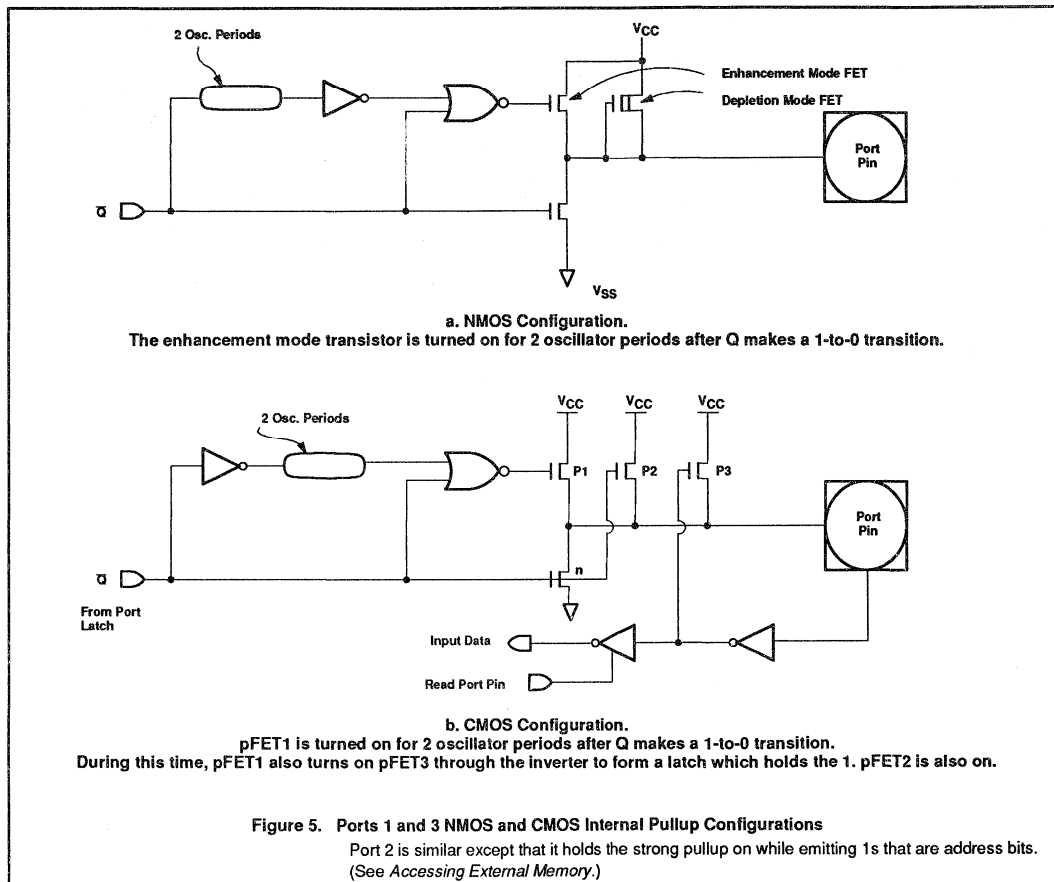 2 Osc. Periods
VCC
Enhancement Mode FET
Depletion Mode FET
Port
Pin
Q̅
VSS
a. NMOS Configuration.
The enhancement mode transistor is turned on for 2 oscillator periods after Q makes a 1-to-0 transition.
2 Osc. Periods
VCC VCC VCC
P1 P2 P3
Port
Pin
Q̅
n
From Port
Latch
Input Data
Read Port Pin
b. CMOS Configuration.
pFET1 is turned on for 2 oscillator periods after Q makes a 1-to-0 transition.
During this time, pFET1 also turns on pFET3 through the inverter to form a latch which holds the 1. pFET2 is also on.
Figure 5. Ports 1 and 3 NMOS and CMOS Internal Pullup Configurations
Port 2 is similar except that it holds the strong pullup on while emitting 1s that are address bits.
(See Accessing External Memory.)